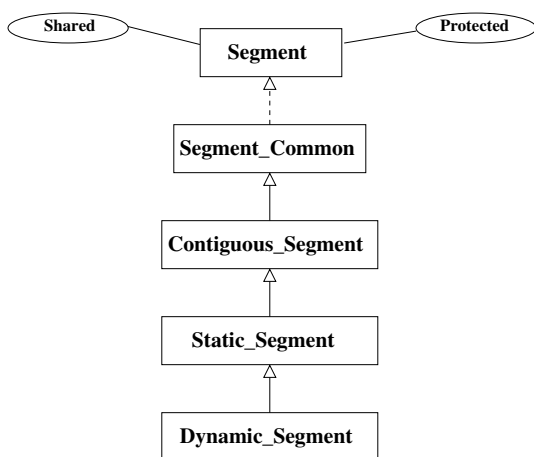 Shared
Protected
Segment
Segment_Common
Contiguous_Segment
Static_Segment
Dynamic_Segment